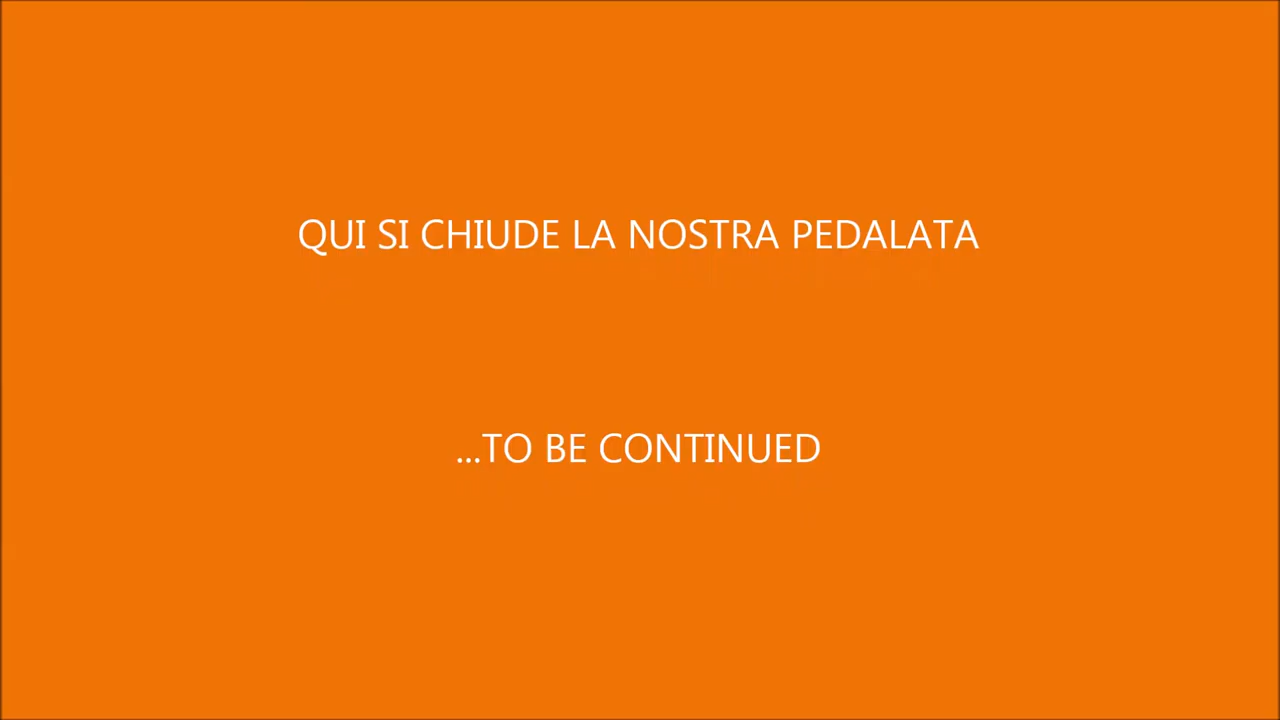 QUI SI CHIUDE LA NOSTRA PEDALATA
...TO BE CONTINUED